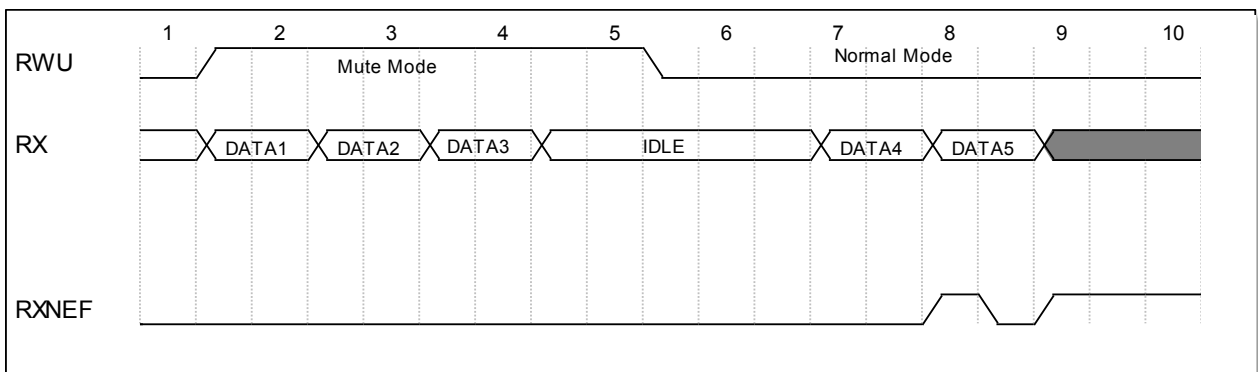 1 2 3 4 5 6 7 8 9 10
RWU
Mute Mode
Normal Mode
RX
DATA1 DATA2 DATA3 IDLE DATA4 DATA5
RXNEF